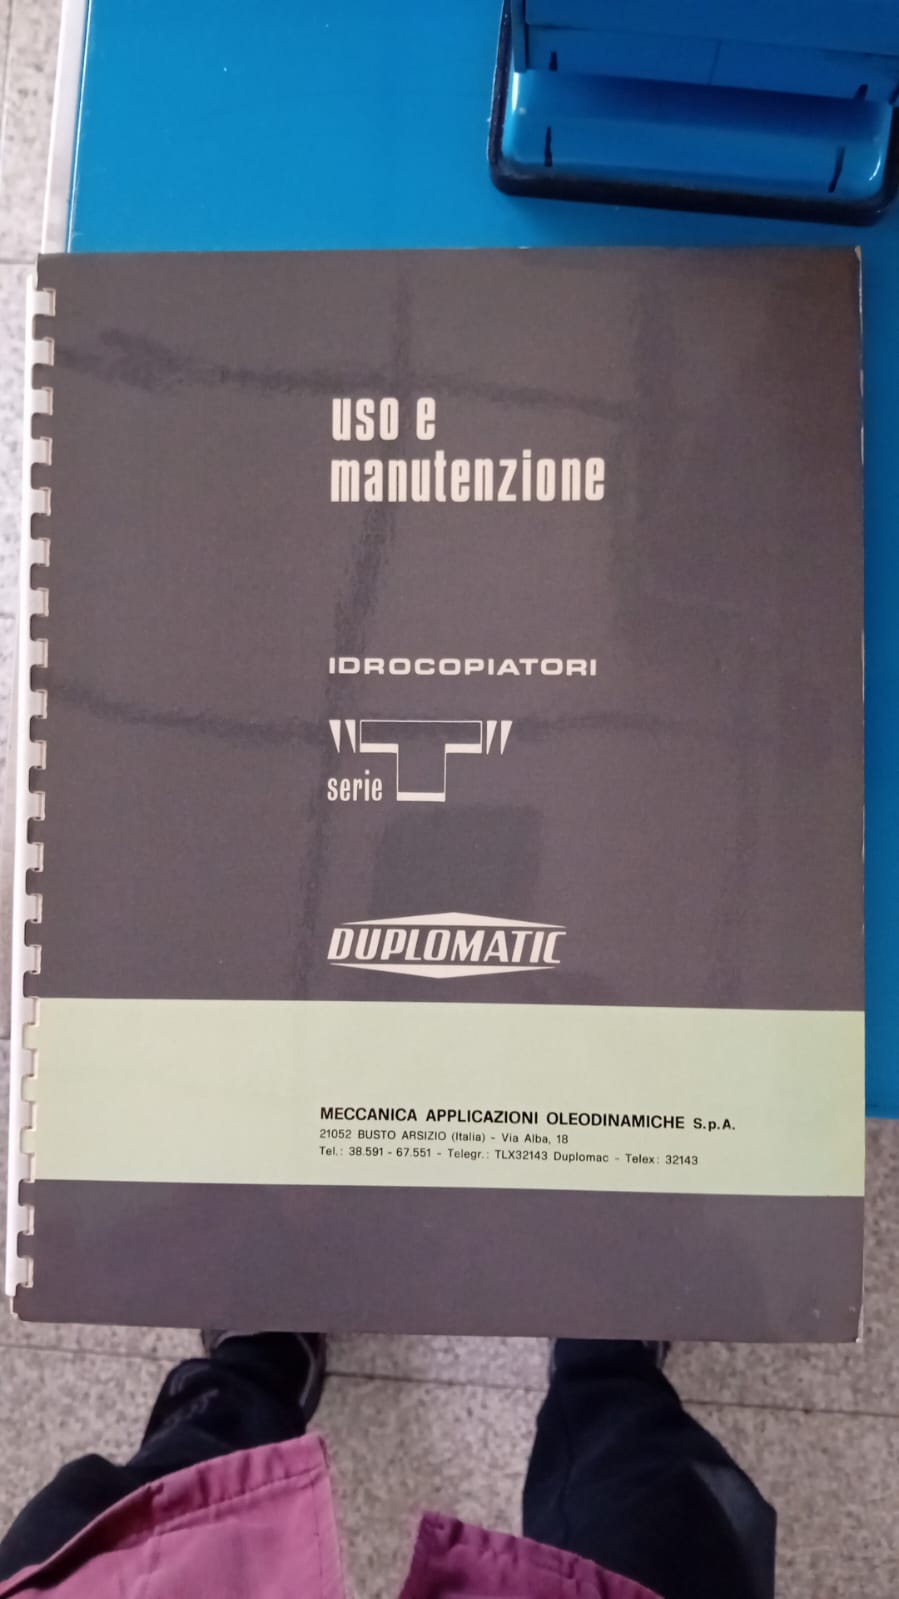 uso e
manutenzione
IDROCOPIATORI
"T"
serie
DUPLOMATIC
MECCANICA APPLICAZIONI OLEODINAMICHE S.p.A.
21052 BUSTO ARSIZIO (Italia) - Via Alba, 18
Tel.: 38.591 - 67.551 - Telegr.: TLX32143 Duplomac - Telex: 32143